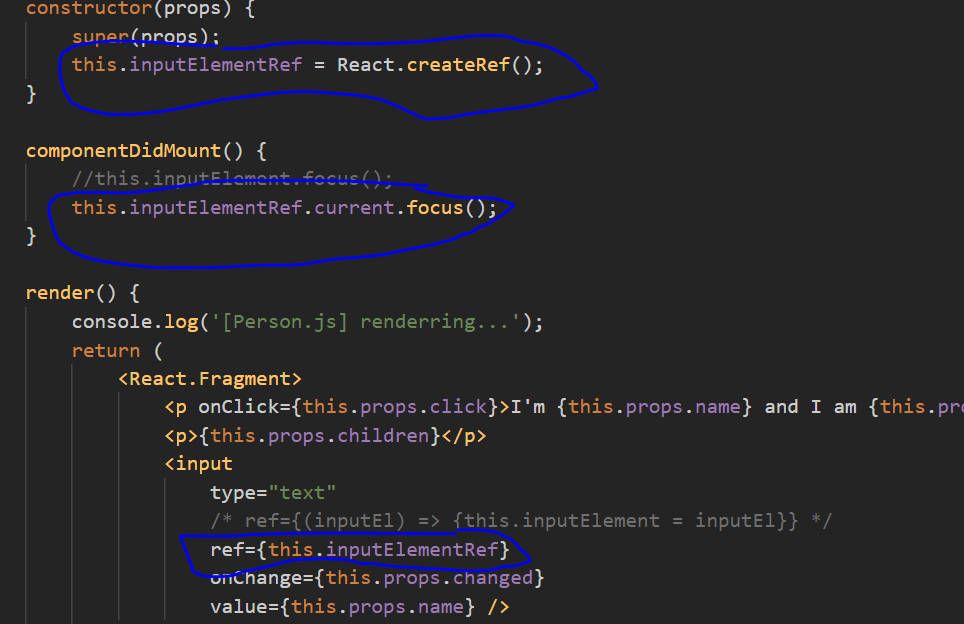 constructor(props) {
super(props);
this.inputElementRef = React.createRef();
}
componentDidMount() {
//this.inputElement.focus();
this.inputElementRef.current.focus();
}
render() {
console.log('[Person.js] renderring...');
return (
<React.Fragment>
<p onClick={this.props.click}>I'm {this.props.name} and I am {this.pro
<p>{this.props.children}</p>
<input
type="text"
/* ref={(inputEl) => {this.inputElement = inputEl}} */
ref={this.inputElementRef}
onChange={this.props.changed}
value={this.props.name} />